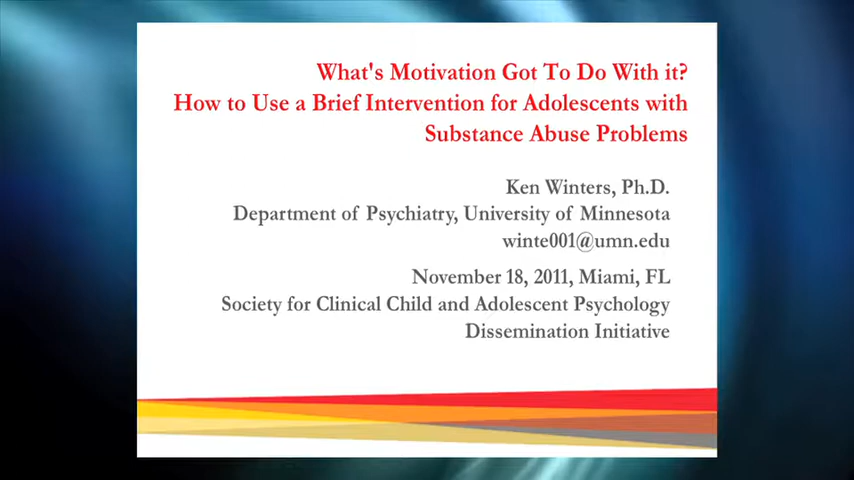 What's Motivation Got To Do With it?
How to Use a Brief Intervention for Adolescents with
Substance Abuse Problems
Ken Winters, Ph.D.
Department of Psychiatry, University of Minnesota
winte001@umn.edu
November 18, 2011, Miami, FL
Society for Clinical Child and Adolescent Psychology
Dissemination Initiative